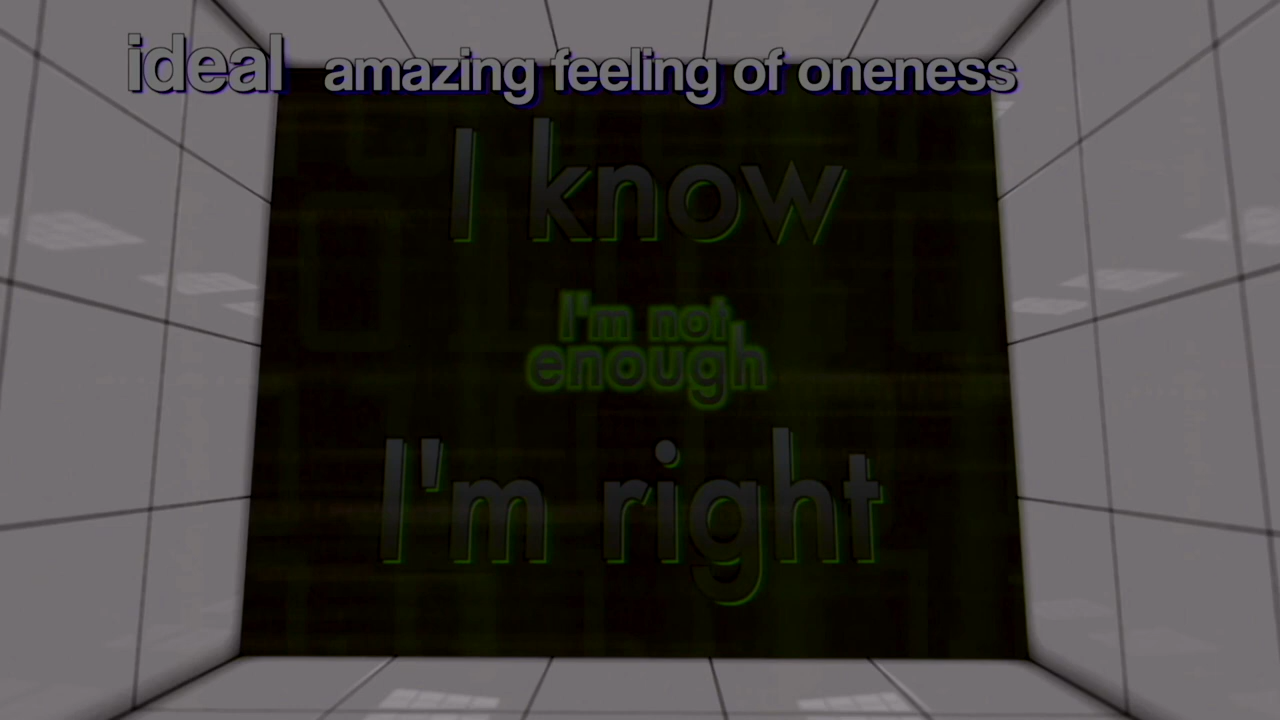 ideal amazing feeling of oneness
I know
I'm not
enough
I'm right